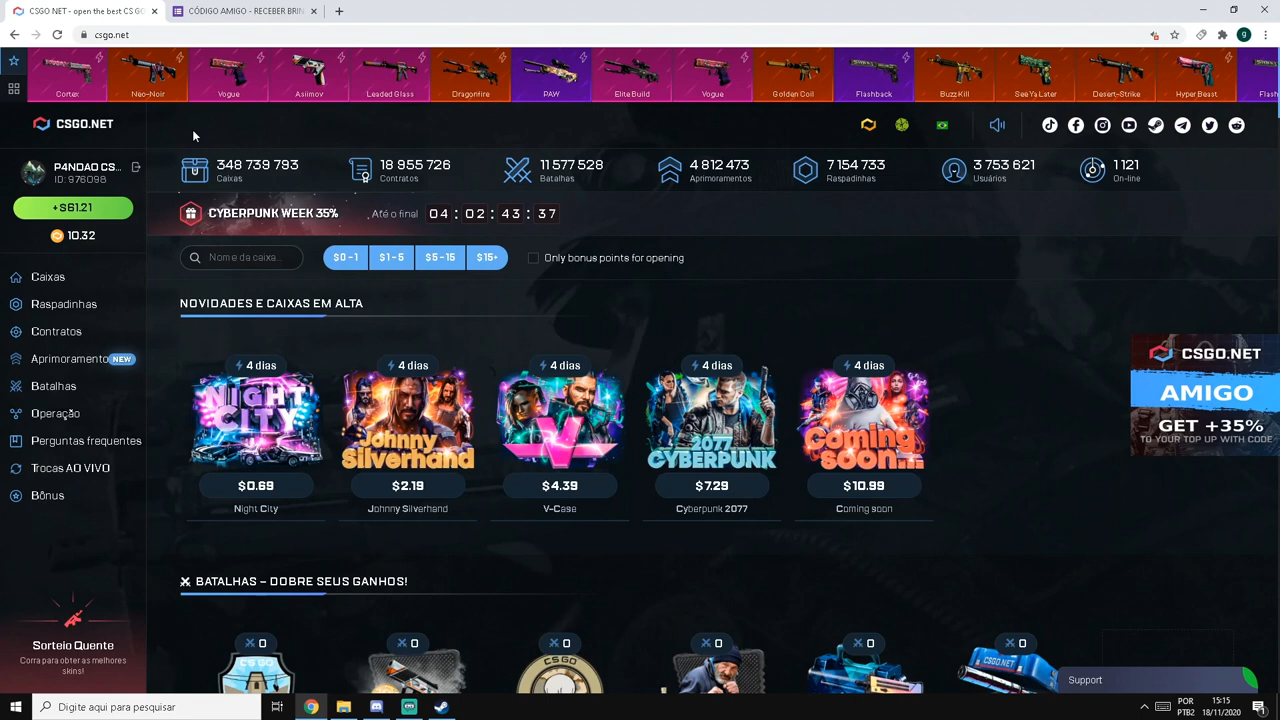 CSGO NET - open the best CS GO
CÓDIGO AMIGO - RECEBER BRIN
csgo.net
Cortex
Neo-Noir
Vogue
Asiimov
Leaded Glass
Dragonfire
PAW
Elite Build
Vogue
Golden Coil
Flashback
Buzz Kill
See Ya Later
Desert-Strike
Hyper Beast
Flash
CSGO.NET
P4NDAO CS...
ID: 976098
+$61.21
10.32
348 739 793
Caixas
18 955 726
Contratos
11 577 528
Batalhas
4 812 473
Aprimoramentos
7 154 733
Raspadinhas
3 753 621
Usuários
1 121
On-line
CYBERPUNK WEEK 35%
Até o final
04 : 02 : 43 : 37
Nome de caixa...
$0 - 1
$1 - 5
$5 - 15
$15+
Only bonus points for opening
Caixas
Raspadinhas
Contratos
Aprimoramento NEW
Batalhas
Operação
Perguntas frequentes
Trocas AO VIVO
Bônus
NOVIDADES E CAIXAS EM ALTA
4 dias
4 dias
4 dias
4 dias
4 dias
NIGHT CITY
Johnny Silverhand
V
2077 CYBERPUNK
Coming soon...
$0.69
$2.19
$4.39
$7.29
$10.99
Night City
Johnny Silverhand
V-Case
Cyberpunk 2077
Coming soon
CSGO.NET
AMIGO
GET +35%
TO YOUR TOP UP WITH CODE
BATALHAS – DOBRE SEUS GANHOS!
0
0
0
0
0
0
CS GO
CS GO
CSGO.NET
Sorteio Quente
Corra para obter as melhores
skins!
Support
Digite aqui para pesquisar
POR
PTB2
15:15
18/11/2020